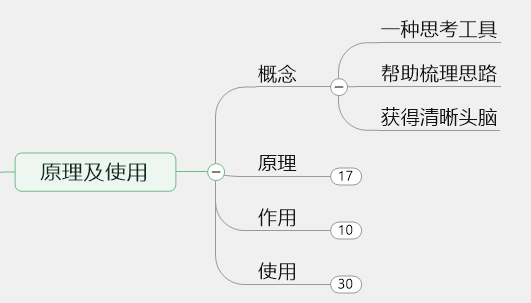 原理及使用
概念
一种思考工具
帮助梳理思路
获得清晰头脑
原理
17
作用
10
使用
30